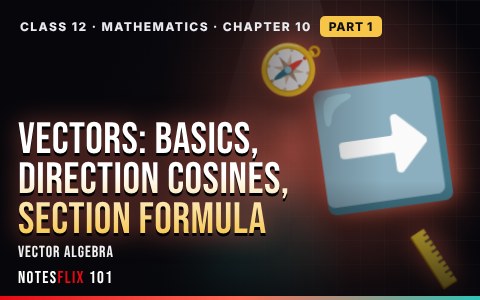 CLASS 12 · MATHEMATICS · CHAPTER 10 PART 1
VECTORS: BASICS,
DIRECTION COSINES,
SECTION FORMULA
VECTOR ALGEBRA
NOTESFLIX 101